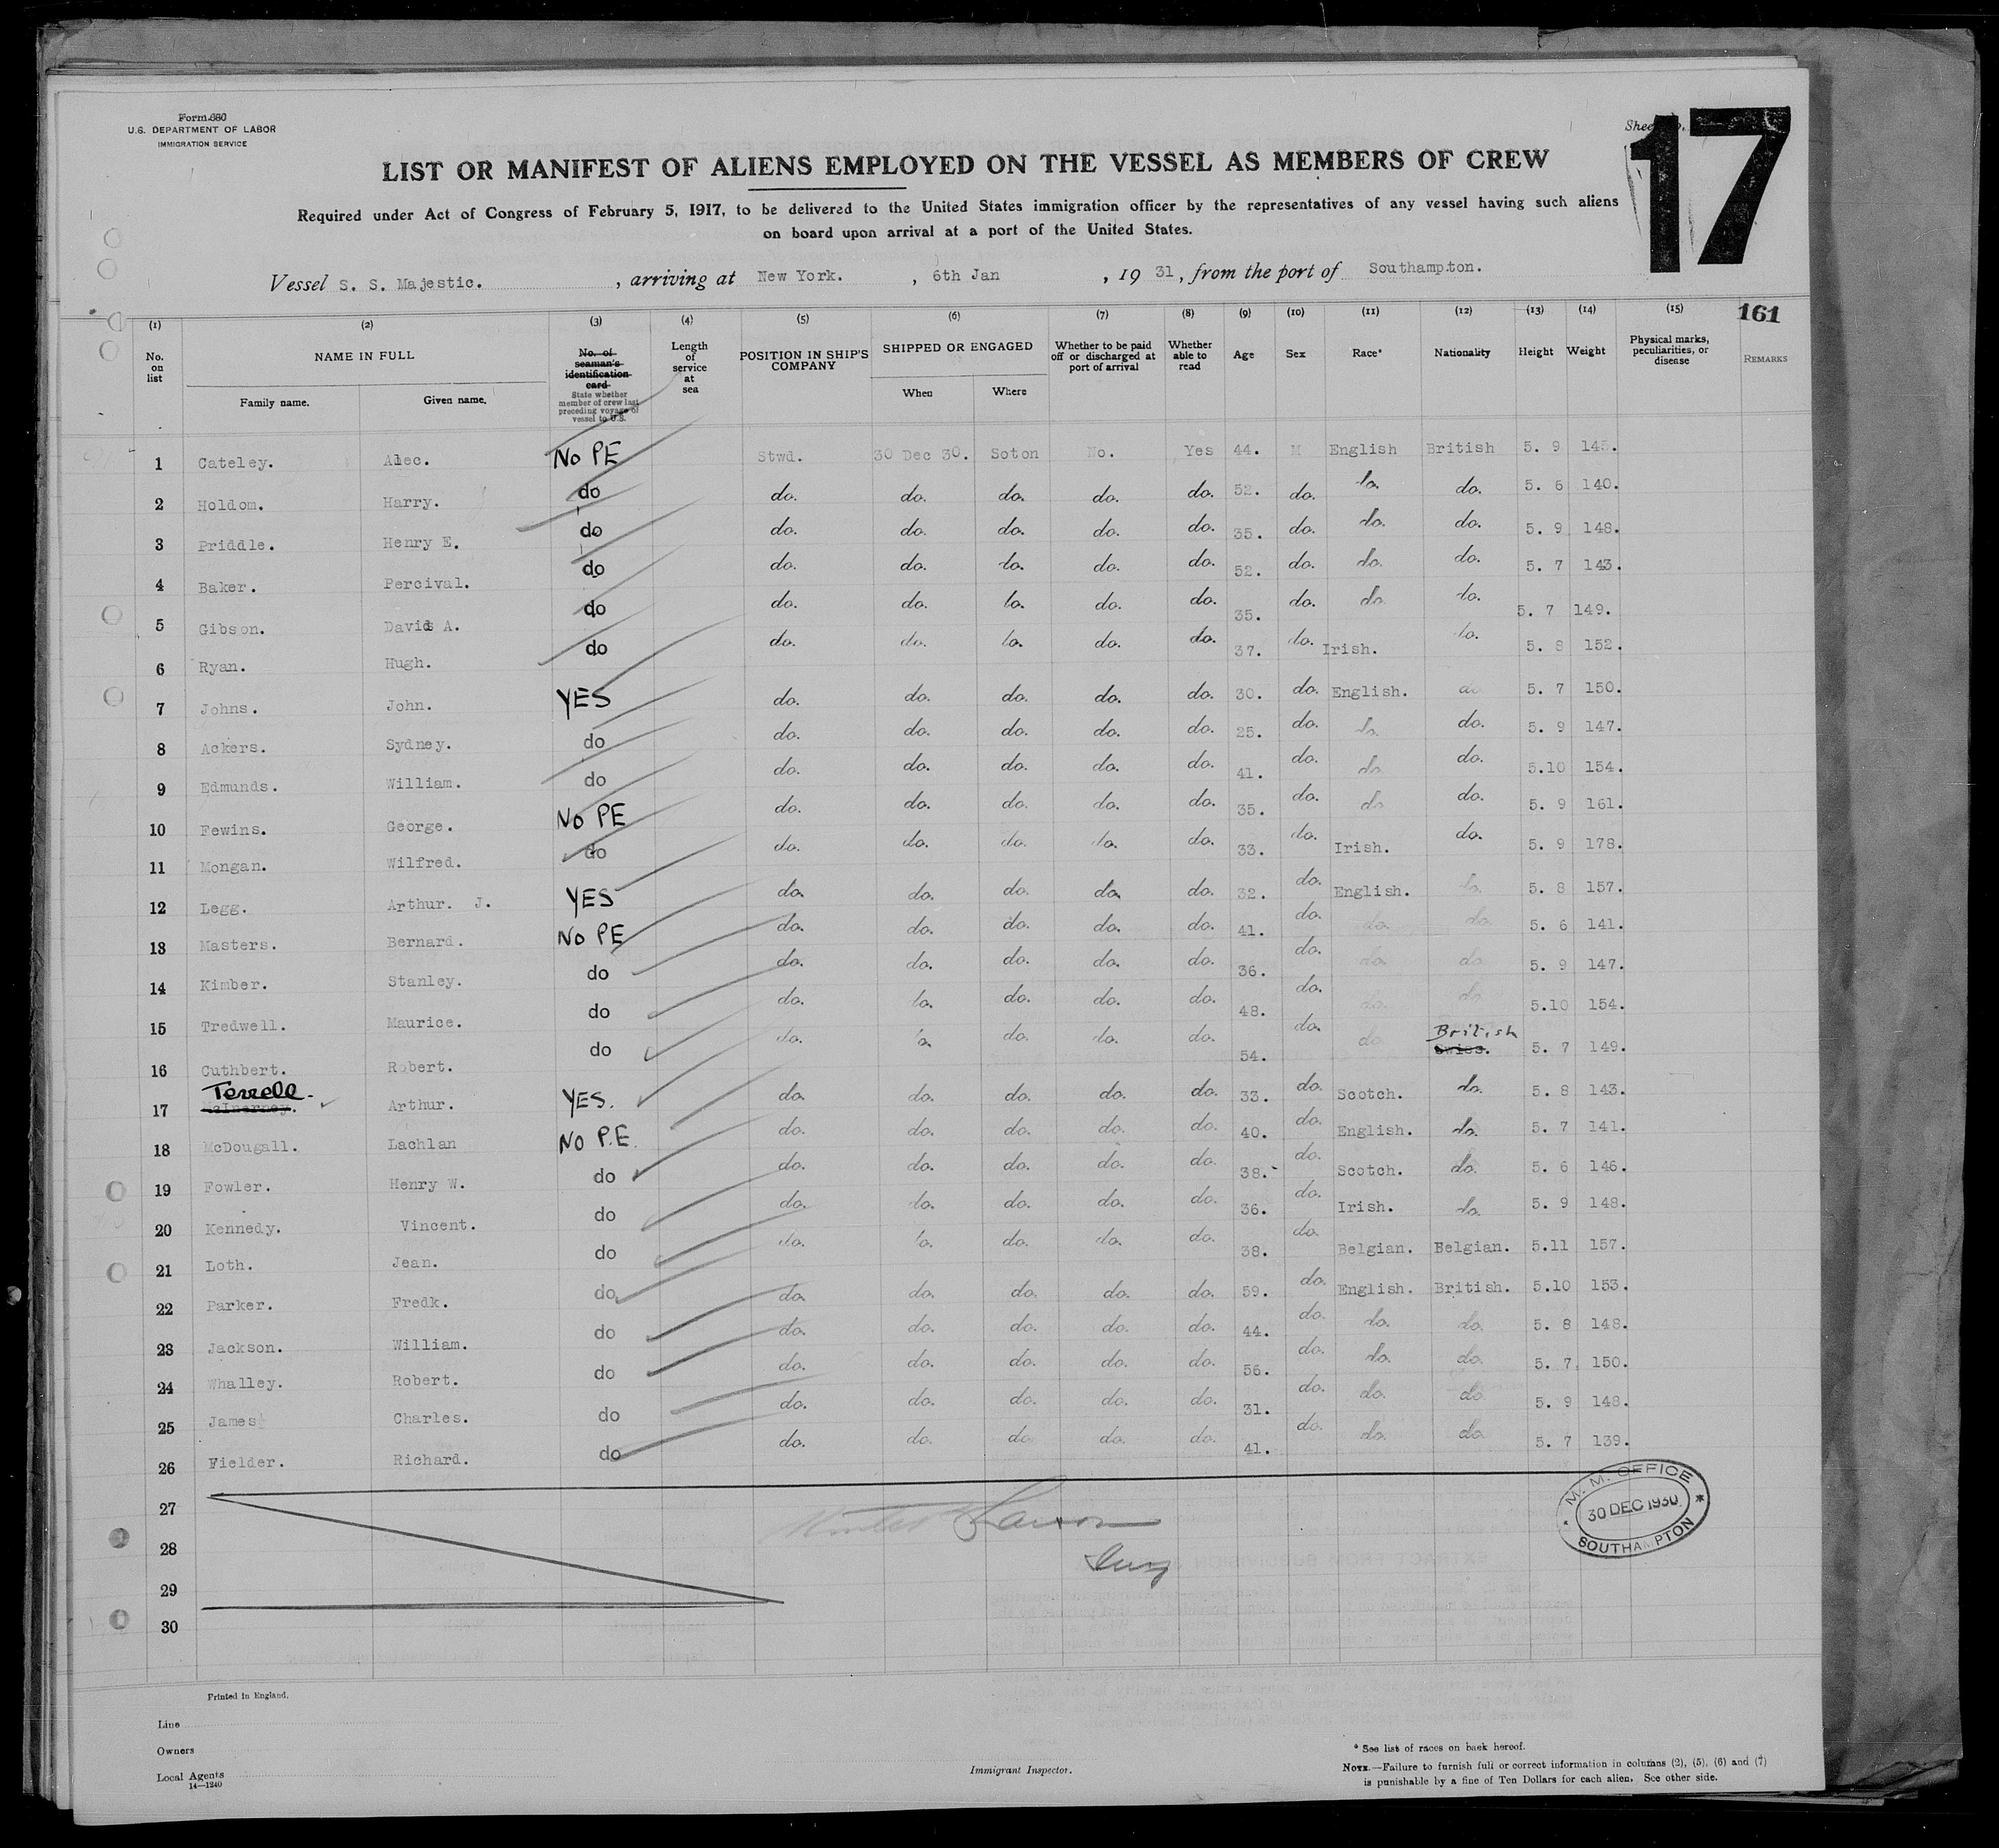 Form 680
U.S. DEPARTMENT OF LABOR
IMMIGRATION SERVICE
17
LIST OR MANIFEST OF ALIENS EMPLOYED ON THE VESSEL AS MEMBERS OF CREW
Required under Act of Congress of February 5, 1917, to be delivered to the United States immigration officer by the representatives of any vessel having such aliens
on board upon arrival at a port of the United States.
Vessel S. S. Majestic. , arriving at New York. , 6th Jan , 19 31, from the port of Southampton.
161
(1) (2) (3) (4) (5) (6) (7) (8) (9) (10) (11) (12) (13) (14) (15)
No. on list NAME IN FULL Family name. Given name. No. of seaman's identification card State whether member of crew last preceding voyage of vessel to U.S. Length of service at sea POSITION IN SHIP'S COMPANY SHIPPED OR ENGAGED When Where Whether to be paid off or discharged at port of arrival Whether able to read Age Sex Race* Nationality Height Weight Physical marks, peculiarities, or disease REMARKS
1 Cateley. Alec. NO PE Stwd. 30 Dec 30. Soton No. Yes 44. M English British 5. 9 145.
2 Holdom. Harry. do do. do. do. do. do. 52. do. do. do. 5. 6 140.
3 Priddle. Henry E. do do. do. do. do. do. 35. do. do. do. 5. 9 148.
4 Baker. Percival. do do. do. do. do. do. 52. do. do. do. 5. 7 143.
5 Gibson. David A. do do. do. do. do. do. 35. do. do. do. 5. 7 149.
6 Ryan. Hugh. do do. do. do. do. do. 37. do. Irish. do. 5. 8 152.
7 Johns. John. YES do. do. do. do. do. 30. do. English. do 5. 7 150.
8 Ackers. Sydney. do do. do. do. do. do. 25. do. do. do. 5. 9 147.
9 Edmunds. William. do do. do. do. do. do. 41. do. do. do. 5.10 154.
10 Fewins. George. NO PE do. do. do. do. do. 35. do. do do. 5. 9 161.
11 Mongan. Wilfred. do do. do. do. do. do. 33. do. Irish. do. 5. 9 178.
12 Legg. Arthur. J. YES do. do. do. do. do. 32. do. English. do. 5. 8 157.
13 Masters. Bernard. NO PE do. do. do. do. do. 41. do. do. do. 5. 6 141.
14 Kimber. Stanley. do do. do. do. do. do. 36. do. do. do. 5. 9 147.
15 Tredwell. Maurice. do do. do. do. do. do. 48. do. do. do. 5.10 154.
16 Cuthbert. Robert. do do. do. do. do. do. 54. do. do British Swiss. 5. 7 149.
17 Terrell. McInerney. Arthur. YES. do. do. do. do. do. 33. do. Scotch. do. 5. 8 143.
18 McDougall. Lachlan NO P.E. do. do. do. do. do. 40. do. English. do. 5. 7 141.
19 Fowler. Henry W. do do. do. do. do. do. 38. do. Scotch. do. 5. 6 146.
20 Kennedy. Vincent. do do. do. do. do. do. 36. do. Irish. do. 5. 9 148.
21 Loth. Jean. do do. do. do. do. do. 38. do. Belgian. Belgian. 5.11 157.
22 Parker. Fredk. do do. do. do. do. do. 59. do. English. British. 5.10 153.
23 Jackson. William. do do. do. do. do. do. 44. do. do. do. 5. 8 148.
24 Whalley. Robert. do do. do. do. do. do. 56. do. do. do. 5. 7 150.
25 James Charles. do do. do. do. do. do. 31. do. do. do 5. 9 148.
26 Fielder. Richard. do do. do. do. do. do. 41. do. do. do. 5. 7 139.
27
28
29
30
M. M. OFFICE
30 DEC 1930
SOUTHAMPTON
Printed in England.
Line
Owners
Local Agents
14—1240
Immigrant Inspector.
* See list of races on back hereof.
NOTE.—Failure to furnish full or correct information in columns (2), (5), (6) and (7)
is punishable by a fine of Ten Dollars for each alien. See other side.